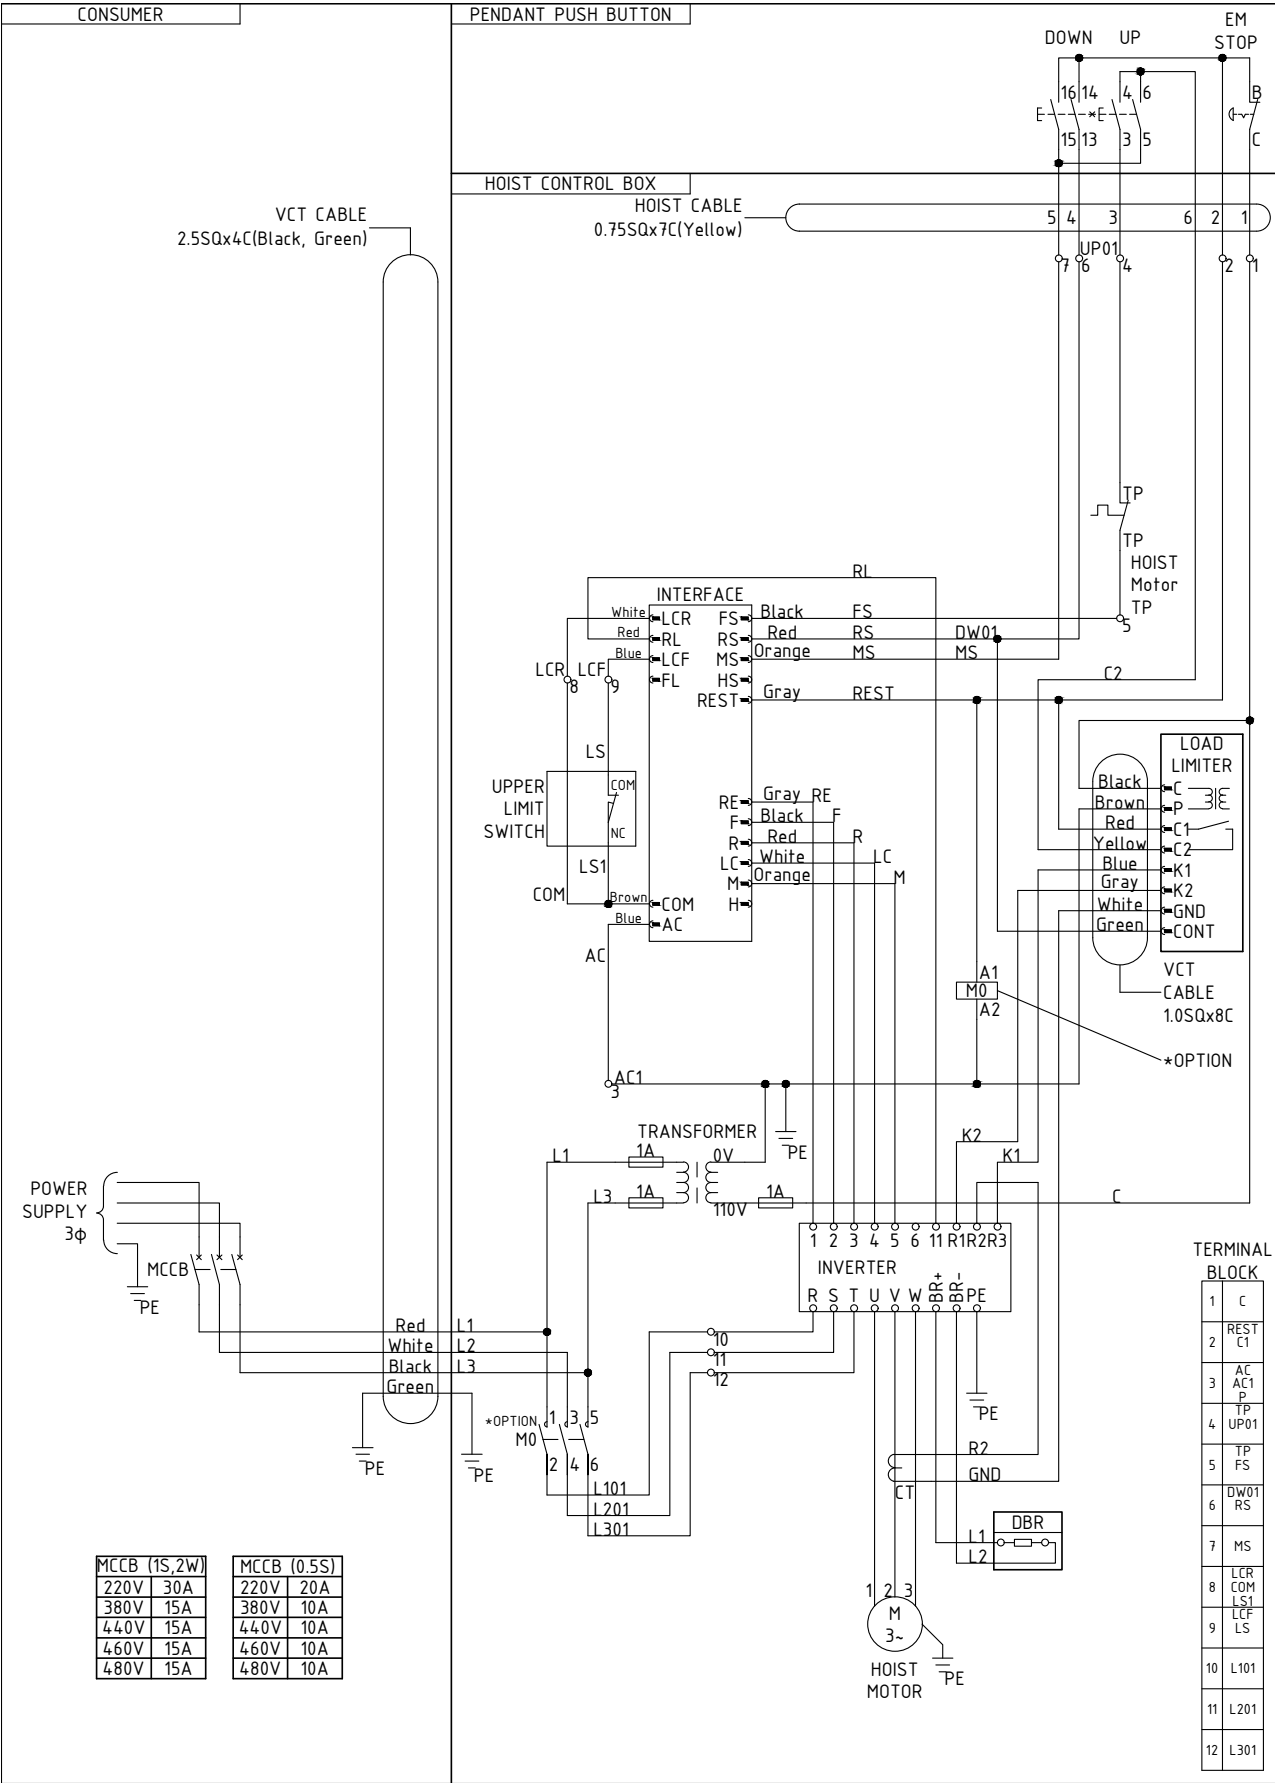 CONSUMER
PENDANT PUSH BUTTON
DOWN UP
EM
STOP
16 14 4 6 B
15 13 3 5 C
HOIST CONTROL BOX
VCT CABLE
2.5SQx4C(Black, Green)
HOIST CABLE
0.75SQx7C(Yellow)
5 4 3 6 2 1
UP01
7 6 4 2 1
TP
TP
HOIST
Motor
TP
5
RL
INTERFACE
White LCR FS Black FS
Red RL RS Red RS DW01
Blue LCF MS Orange MS MS
FL HS
REST Gray REST
C2
LCR LCF
8 9
LS
UPPER
LIMIT
SWITCH
COM
NC
LS1
COM
Brown COM
Blue AC
AC
RE Gray RE
F Black F
R Red R
LC White LC
M Orange M
H
LOAD
LIMITER
Black C
Brown P
Red C1
Yellow C2
Blue K1
Gray K2
White GND
Green CONT
VCT
CABLE
1.0SQx8C
A1
M0
A2
*OPTION
AC1
3
TRANSFORMER
PE
K2
K1
L1 1A 0V
L3 1A 110V 1A C
POWER
SUPPLY
3ϕ
MCCB
PE
1 2 3 4 5 6 11 R1 R2 R3
INVERTER
R S T U V W BR+ BR- PE
Red L1
White L2
Black L3
Green
PE
PE
10
11
12
*OPTION
M0
1 3 5
2 4 6
L101
L201
L301
PE
R2
GND
CT
DBR
L1
L2
1 2 3
M
3~
HOIST
MOTOR
PE
MCCB (1S,2W)
220V 30A
380V 15A
440V 15A
460V 15A
480V 15A
MCCB (0.5S)
220V 20A
380V 10A
440V 10A
460V 10A
480V 10A
TERMINAL
BLOCK
1 C
2 REST
C1
3 AC
AC1
P
4 TP
UP01
5 TP
FS
6 DW01
RS
7 MS
8 LCR
COM
LS1
9 LCF
LS
10 L101
11 L201
12 L301